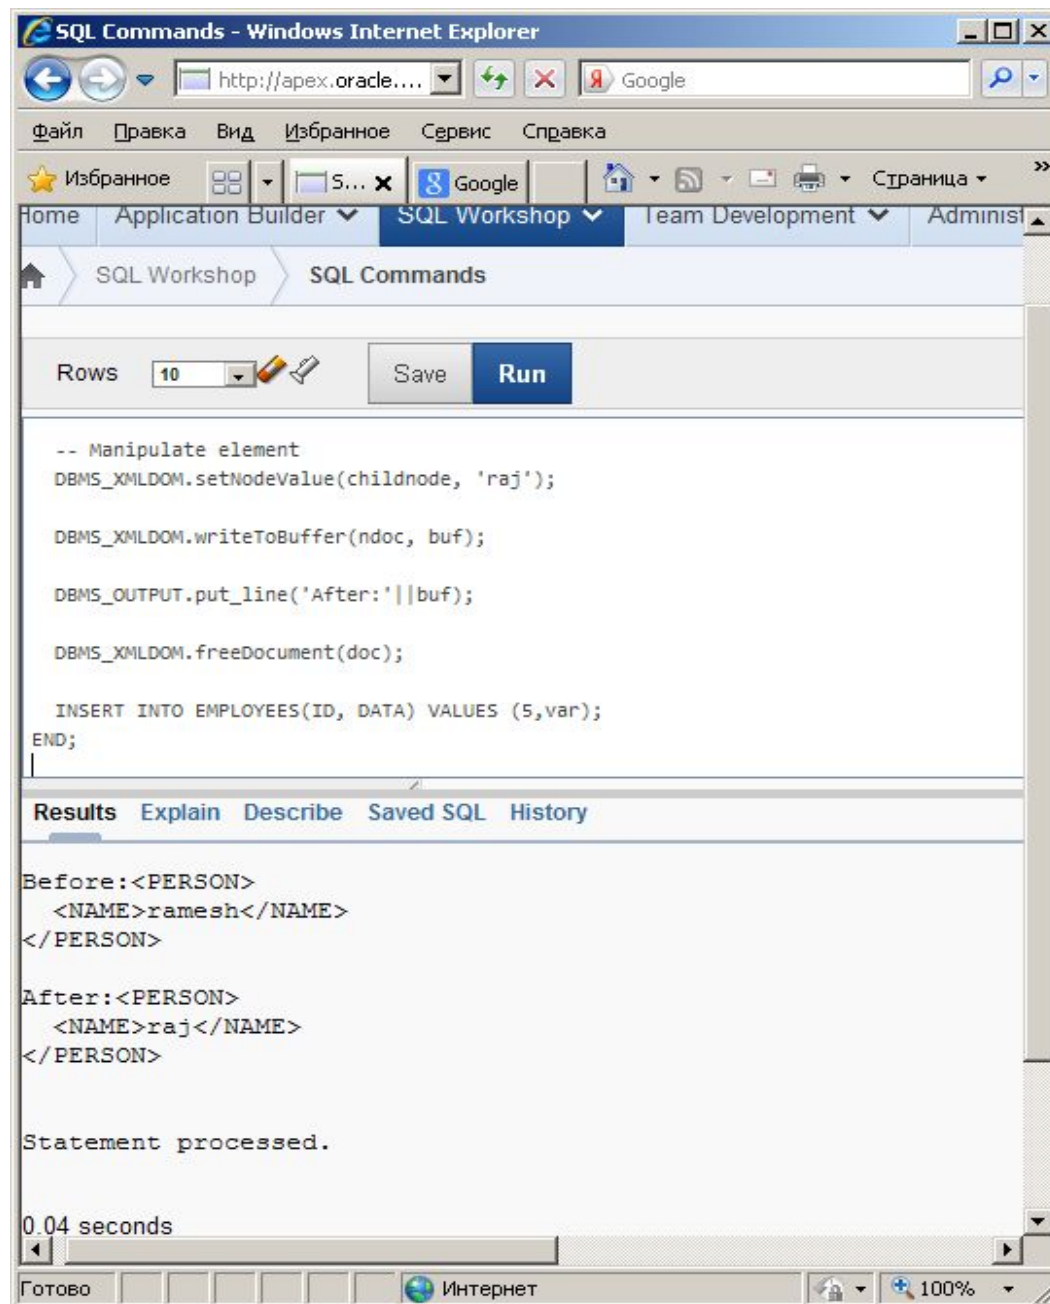 SQL Commands - Windows Internet Explorer
http://apex.oracle.... Google
Файл Правка Вид Избранное Сервис Справка
Избранное S... Google Страница
Home Application Builder SQL Workshop Team Development Administ
SQL Workshop SQL Commands
Rows 10 Save Run
-- Manipulate element
DBMS_XMLDOM.setNodeValue(childnode, 'raj');
DBMS_XMLDOM.writeToBuffer(ndoc, buf);
DBMS_OUTPUT.put_line('After:'||buf);
DBMS_XMLDOM.freeDocument(doc);
INSERT INTO EMPLOYEES(ID, DATA) VALUES (5,var);
END;
Results Explain Describe Saved SQL History
Before:<PERSON>
<NAME>ramesh</NAME>
</PERSON>
After:<PERSON>
<NAME>raj</NAME>
</PERSON>
Statement processed.
0.04 seconds
Готово Интернет 100%